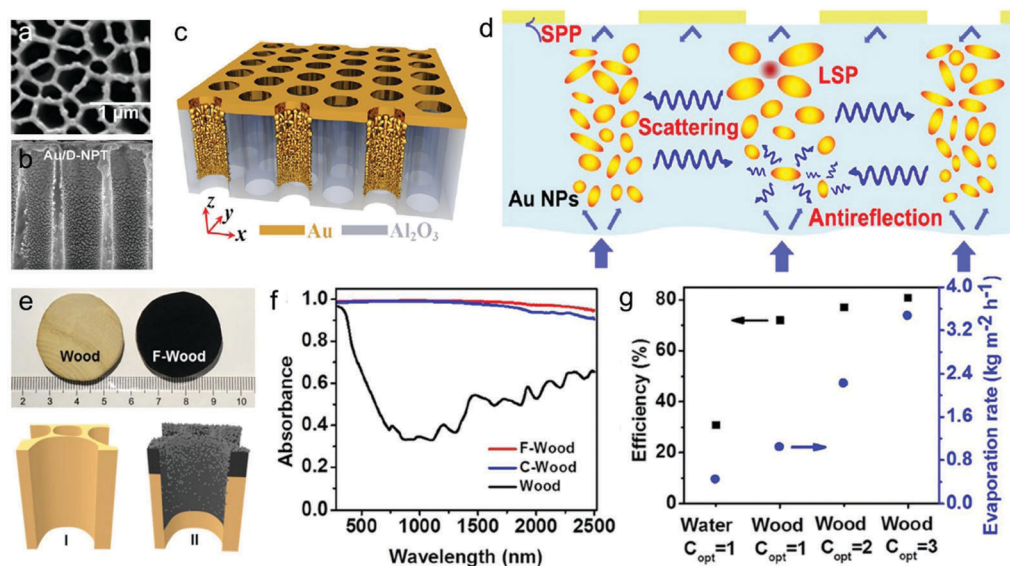 a
1 µm
b
Au/D-NPT
c
z
y
x
Au
Al₂O₃
d
SPP
LSP
Scattering
Au NPs
Antireflection
e
Wood
F-Wood
2 3 4 5 6 7 8 9 10
I
II
f
Absorbance
1.0
0.8
0.6
0.4
0.2
0.0
500 1000 1500 2000 2500
Wavelength (nm)
F-Wood
C-Wood
Wood
g
Efficiency (%)
80
60
40
20
0
Evaporation rate (kg m⁻² h⁻¹)
4.0
3.6
2.4
1.6
0.8
0.0
Water Wood Wood Wood
Cₒₚₜ=1 Cₒₚₜ=1 Cₒₚₜ=2 Cₒₚₜ=3